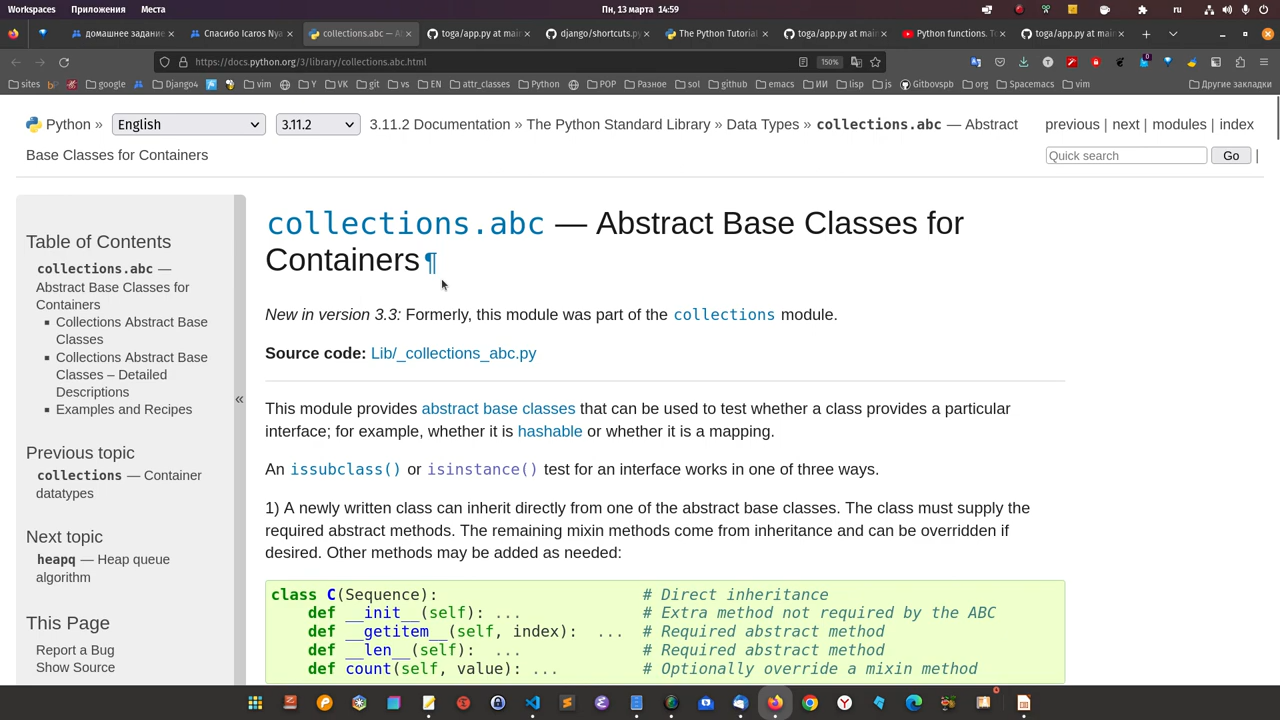 Workspaces Приложения Места Пн, 13 марта 14:59 ru
домашнее задание Спасибо Icaros Nya collections.abc — A toga/app.py at main django/shortcuts.py The Python Tutorial toga/app.py at main Python functions. T toga/app.py at main
https://docs.python.org/3/library/collections.abc.html 150%
sites google Django4 vim Y VK git vs EN attr_classes Python POP Разное sol github emacs ИИ lisp js Gitbovspb org Spacemacs vim Другие закладки
Python » English 3.11.2 3.11.2 Documentation » The Python Standard Library » Data Types » collections.abc — Abstract previous | next | modules | index
Base Classes for Containers Quick search Go |
Table of Contents
collections.abc —
Abstract Base Classes for
Containers
Collections Abstract Base
Classes
Collections Abstract Base
Classes – Detailed
Descriptions
Examples and Recipes
Previous topic
collections — Container
datatypes
Next topic
heapq — Heap queue
algorithm
This Page
Report a Bug
Show Source
«
collections.abc — Abstract Base Classes for
Containers¶
New in version 3.3: Formerly, this module was part of the collections module.
Source code: Lib/_collections_abc.py
This module provides abstract base classes that can be used to test whether a class provides a particular
interface; for example, whether it is hashable or whether it is a mapping.
An issubclass() or isinstance() test for an interface works in one of three ways.
1) A newly written class can inherit directly from one of the abstract base classes. The class must supply the
required abstract methods. The remaining mixin methods come from inheritance and can be overridden if
desired. Other methods may be added as needed:
class C(Sequence): # Direct inheritance
def __init__(self): ... # Extra method not required by the ABC
def __getitem__(self, index): ... # Required abstract method
def __len__(self): ... # Required abstract method
def count(self, value): ... # Optionally override a mixin method